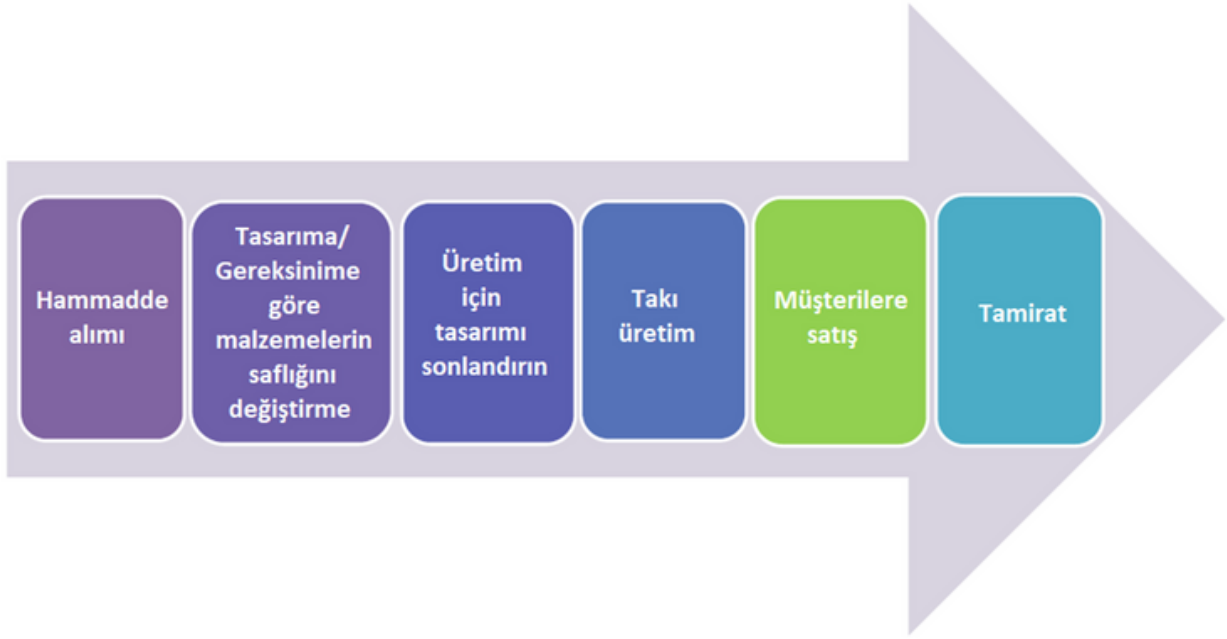 Hammadde
alımı
Tasarıma/
Gereksinime
göre
malzemelerin
saflığını
değiştirme
Üretim
için
tasarımı
sonlandırın
Takı
üretim
Müşterilere
satış
Tamirat